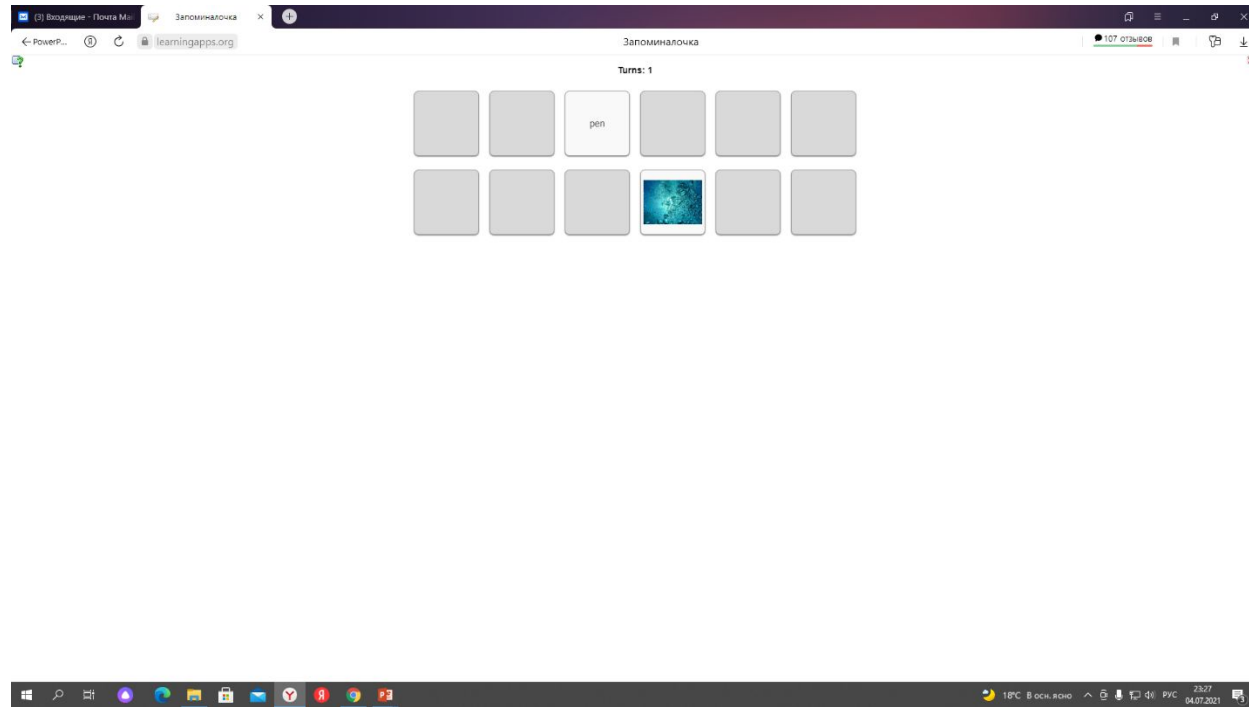 (3) Входящие - Почта Mai
Запоминалочка
PowerP...
learningapps.org
Запоминалочка
107 отзывов
Turns: 1
pen
18°C В осн. ясно
РУС
23:27
04.07.2021